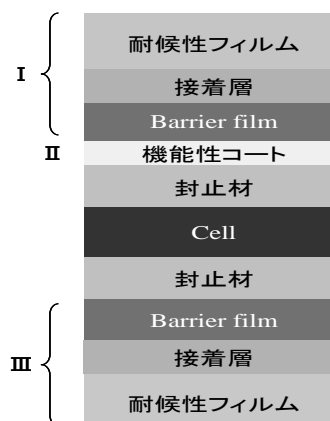 耐候性フィルム
I
接着層
Barrier film
II
機能性コート
封止材
Cell
封止材
Barrier film
III
接着層
耐候性フィルム